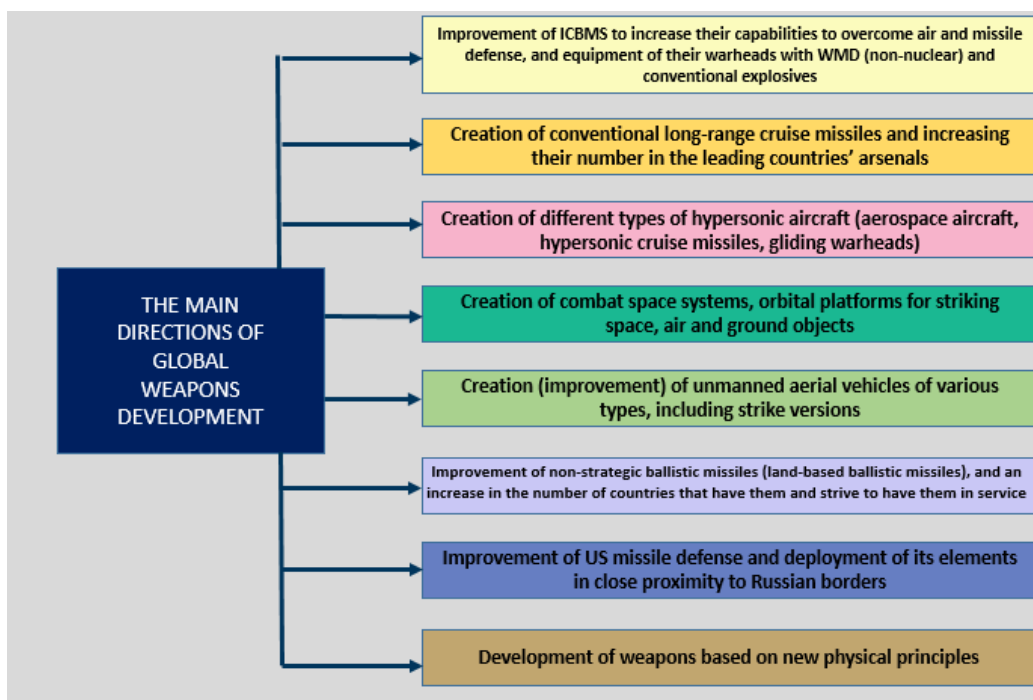 Improvement of ICBMS to increase their capabilities to overcome air and missile
defense, and equipment of their warheads with WMD (non-nuclear) and
conventional explosives
Creation of conventional long-range cruise missiles and increasing
their number in the leading countries’ arsenals
Creation of different types of hypersonic aircraft (aerospace aircraft,
hypersonic cruise missiles, gliding warheads)
THE MAIN
DIRECTIONS OF
GLOBAL
WEAPONS
DEVELOPMENT
Creation of combat space systems, orbital platforms for striking
space, air and ground objects
Creation (improvement) of unmanned aerial vehicles of various
types, including strike versions
Improvement of non-strategic ballistic missiles (land-based ballistic missiles), and an
increase in the number of countries that have them and strive to have them in service
Improvement of US missile defense and deployment of its elements
in close proximity to Russian borders
Development of weapons based on new physical principles